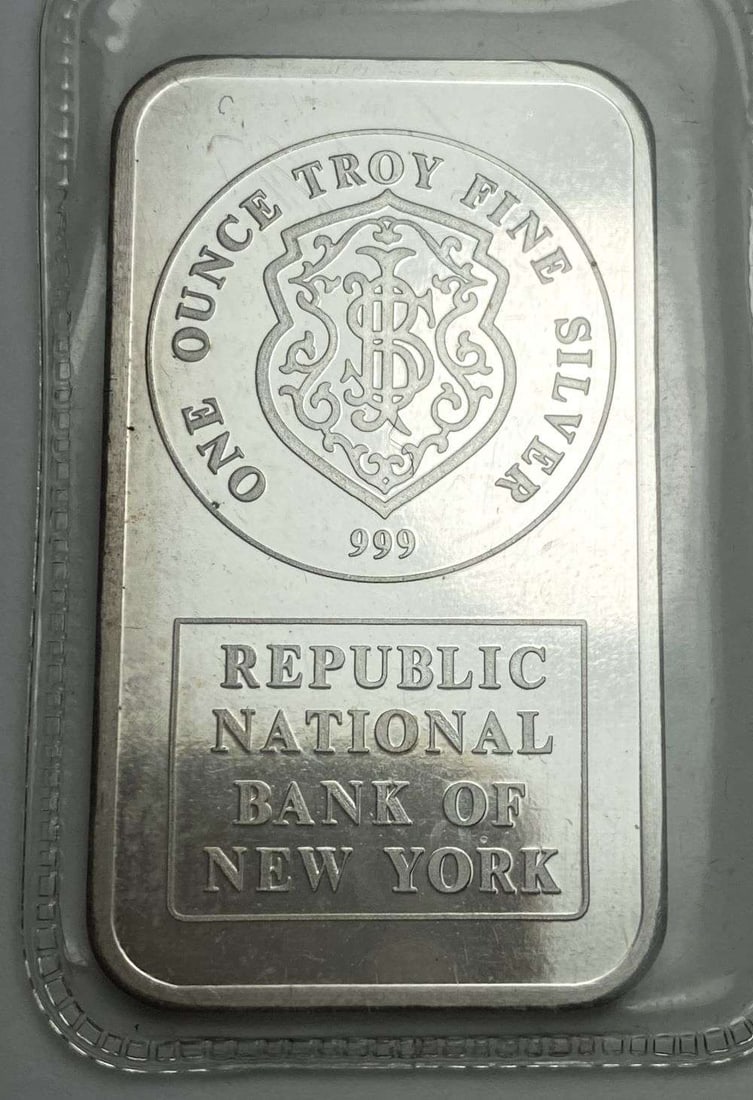 ONE OUNCE TROY FINE SILVER
999
REPUBLIC
NATIONAL
BANK OF
NEW YORK